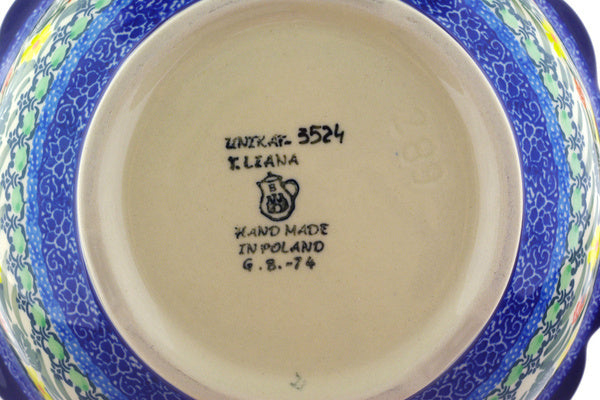 UNIKAT- 3524
T. LIANA
B
HAND MADE
IN POLAND
G.B.-74